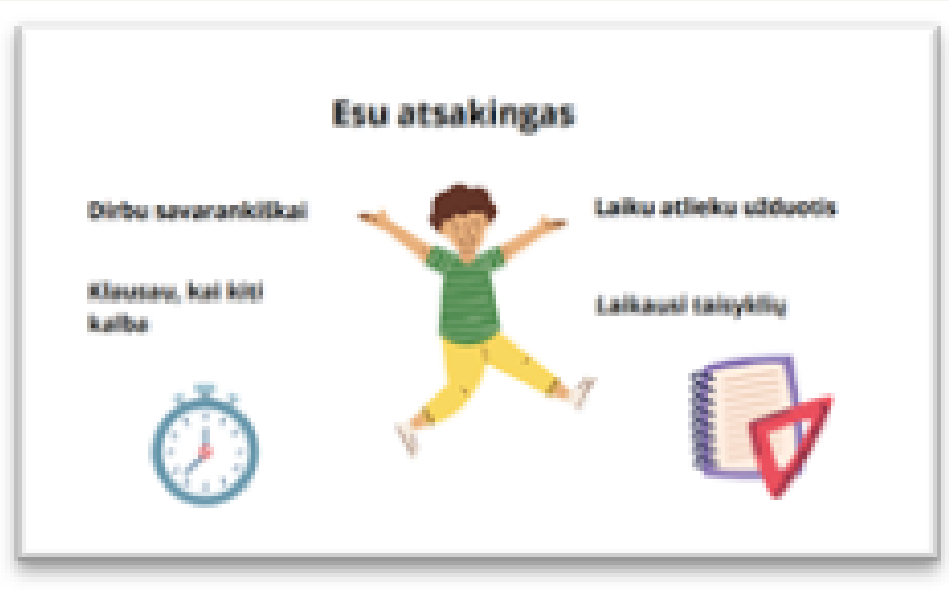 Esu atsakingas
Dirbu savarankiškai
Klausau, kai kiti
kalba
Laiku atlieku užduotis
Laikausi taisyklių